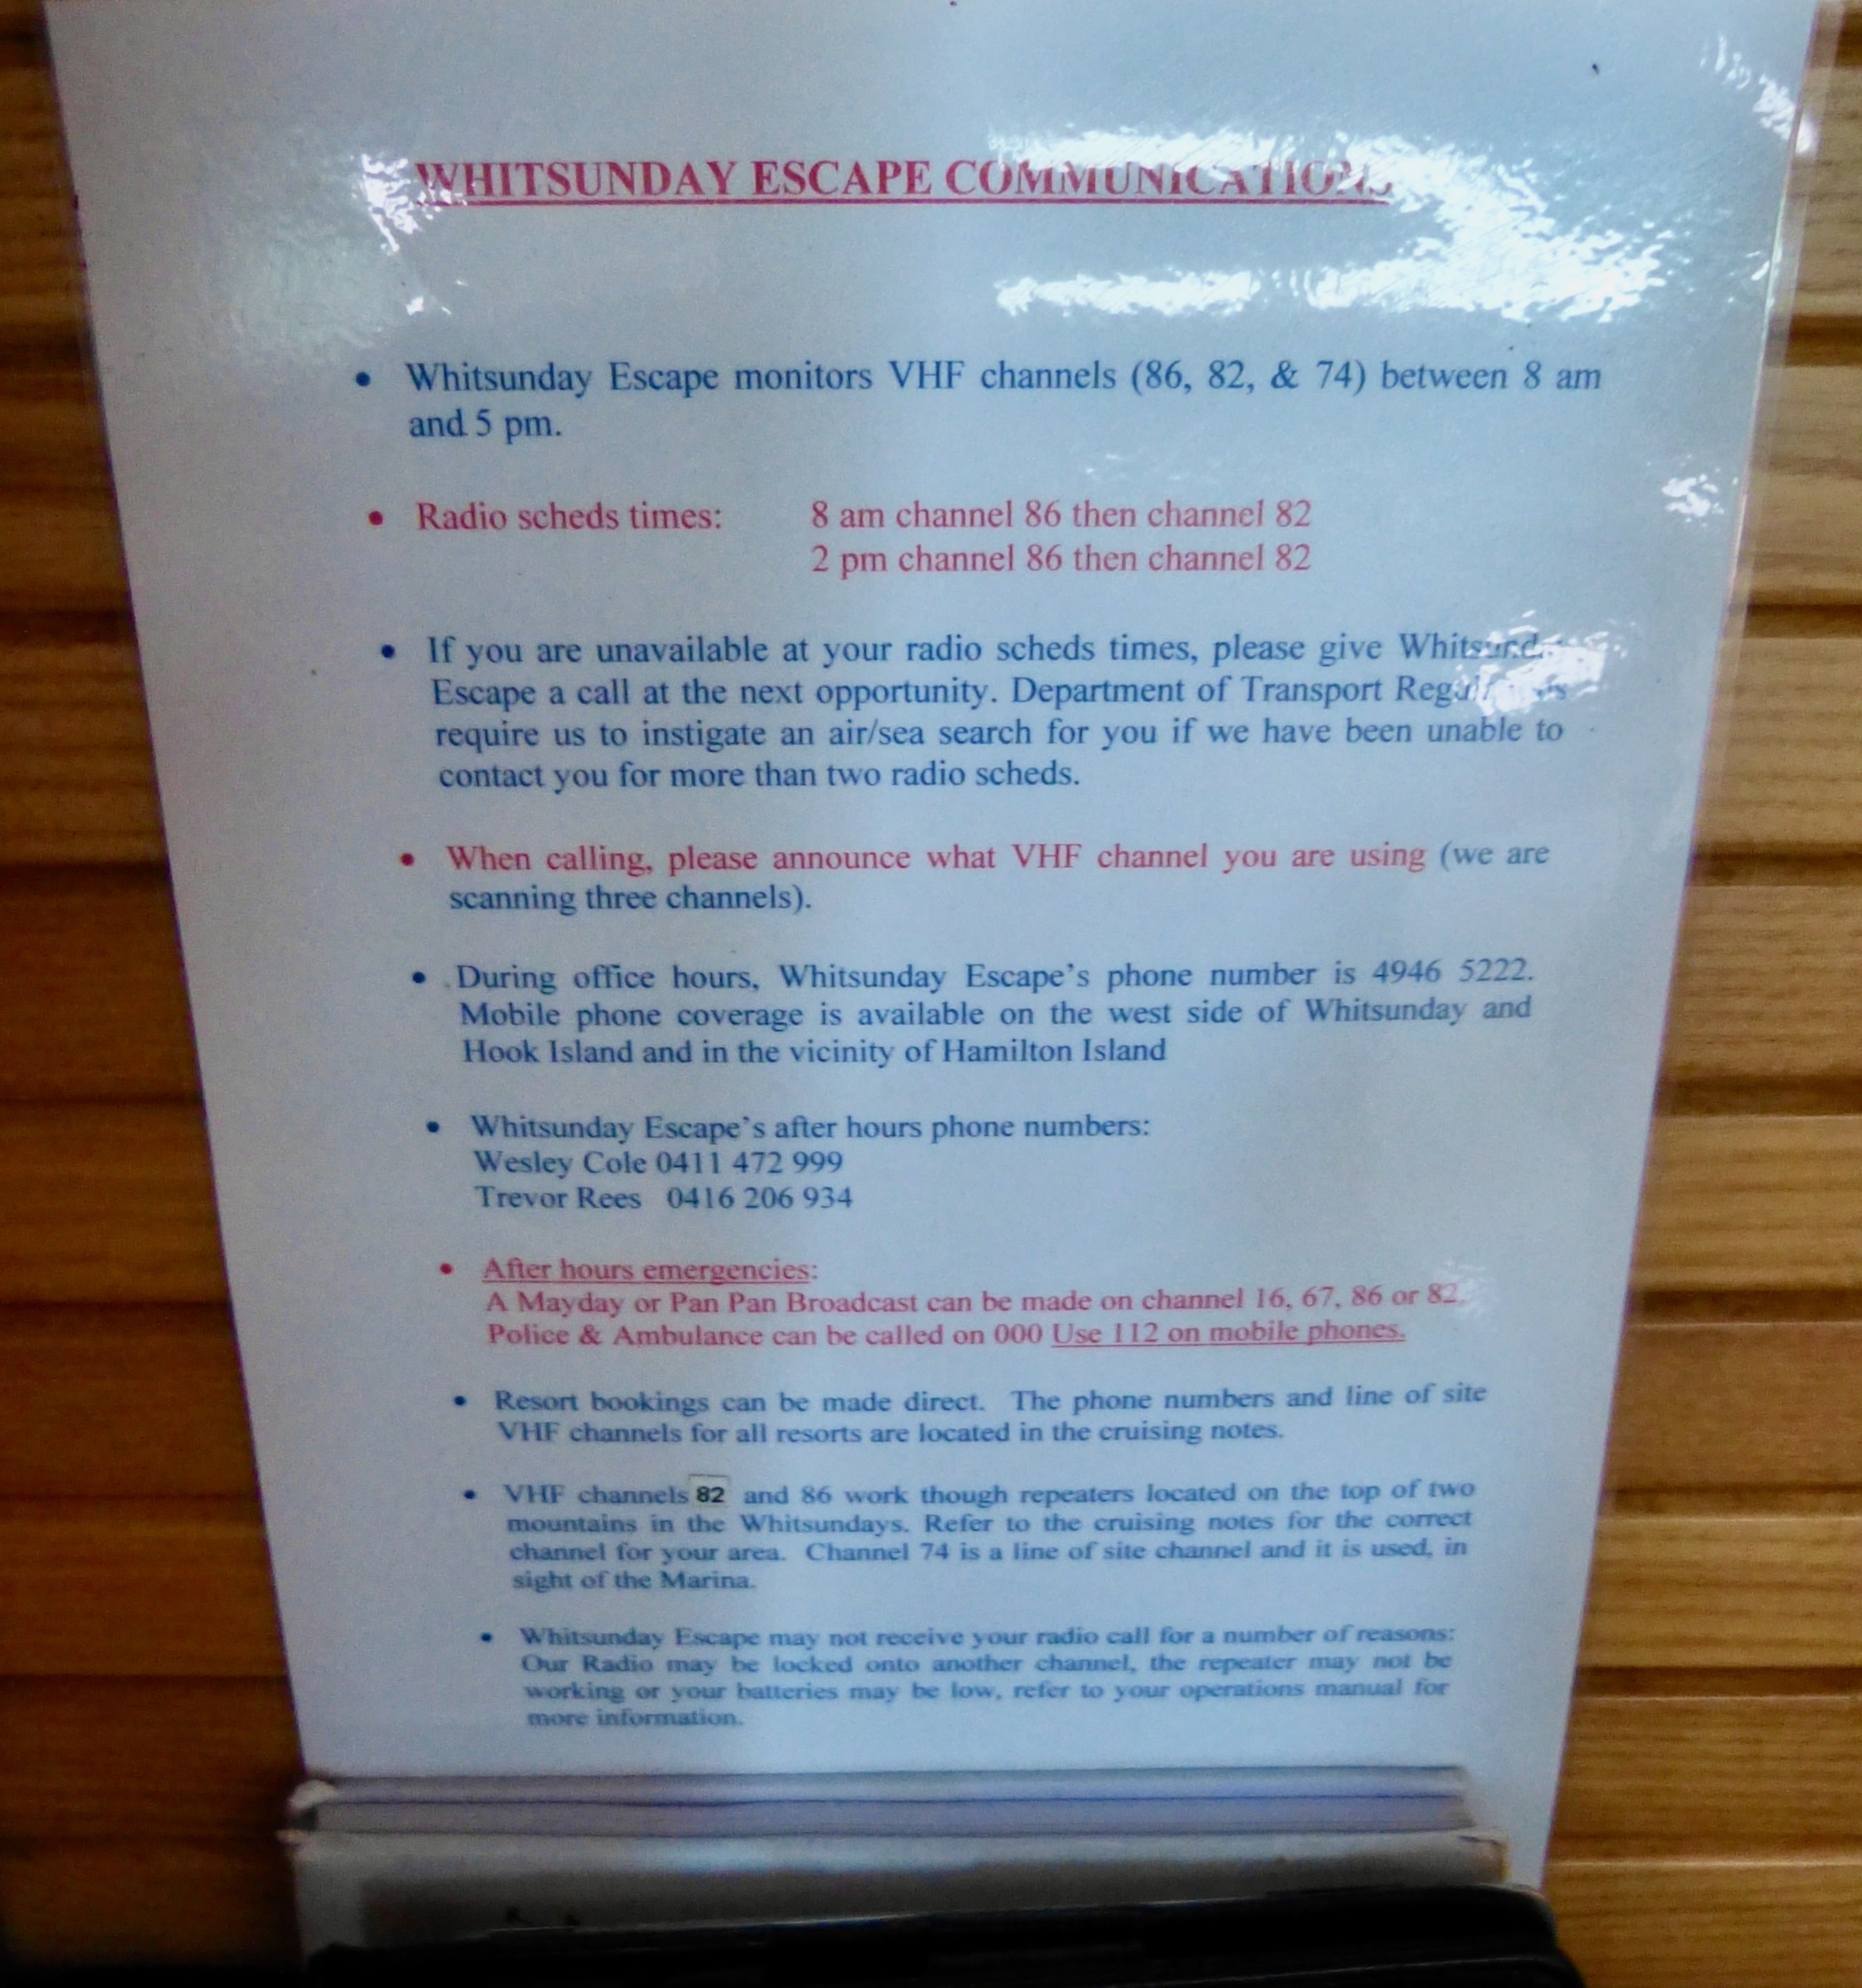 WHITSUNDAY ESCAPE COMMUNICATIONS
• Whitsunday Escape monitors VHF channels (86, 82, & 74) between 8 am
and 5 pm.
• Radio scheds times: 8 am channel 86 then channel 82
2 pm channel 86 then channel 82
• If you are unavailable at your radio scheds times, please give
Escape a call at the next opportunity. Department of Transport
require us to instigate an air/sea search for you if we have been unable to
contact you for more than two radio scheds.
• When calling, please announce what VHF channel you are using (we are
scanning three channels).
• During office hours, Whitsunday Escape's phone number is 4946 5222.
Mobile phone coverage is available on the west side of Whitsunday and
Hook Island and in the vicinity of Hamilton Island
• Whitsunday Escape's after hours phone numbers:
Wesley Cole 0411 472 999
Trevor Rees 0416 206 934
• After hours emergencies:
A Mayday or Pan Pan Broadcast can be made on channel 16, 67, 86 or 82.
Police & Ambulance can be called on 000 Use 112 on mobile phones.
• Resort bookings can be made direct. The phone numbers and line of site
VHF channels for all resorts are located in the cruising notes.
• VHF channels 82 and 86 work though repeaters located on the top of two
mountains in the Whitsundays. Refer to the cruising notes for the correct
channel for your area. Channel 74 is a line of site channel and it is used, in
sight of the Marina.
• Whitsunday Escape may not receive your radio call for a number of reasons:
Our Radio may be locked onto another channel, the repeater may not be
working or your batteries may be low, refer to your operations manual for
more information.